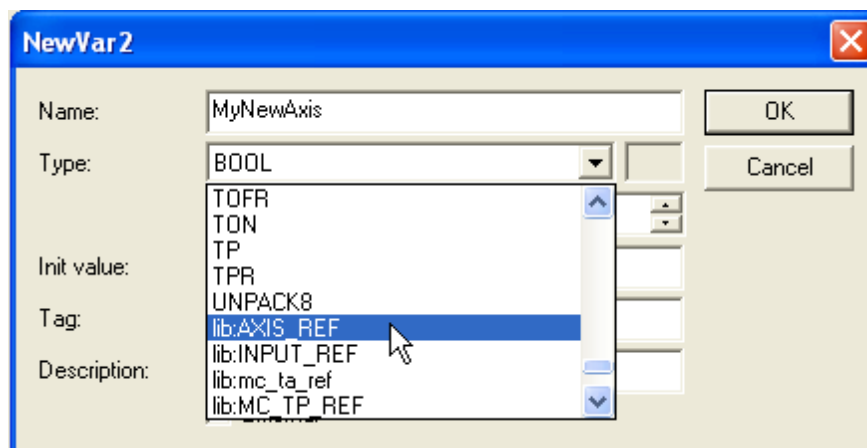 NewVar2
Name: MyNewAxis OK
Type: BOOL Cancel
TOFR
TON
TP
TPR
Init value:
UNPACK8
Tag:
lib:AXIS_REF
lib:INPUT_REF
Description:
lib:mc_ta_ref
lib:MC_TP_REF